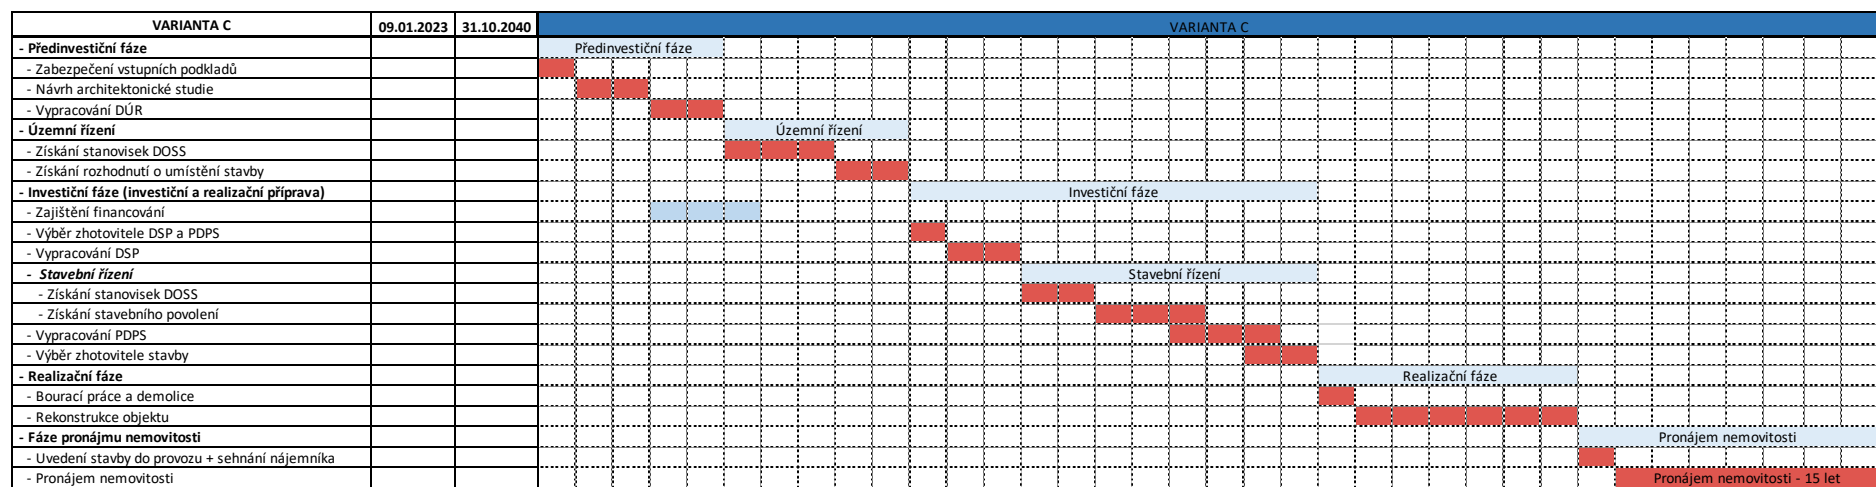 VARIANTA C 09.01.2023 31.10.2040 VARIANTA C
- Předinvestiční fáze Předinvestiční fáze
- Zabezpečení vstupních podkladů
- Návrh architektonické studie
- Vypracování DÚR
- Územní řízení Územní řízení
- Získání stanovisek DOSS
- Získání rozhodnutí o umístění stavby
- Investiční fáze (investiční a realizační příprava) Investiční fáze
- Zajištění financování
- Výběr zhotovitele DSP a PDPS
- Vypracování DSP
- Stavební řízení Stavební řízení
- Získání stanovisek DOSS
- Získání stavebního povolení
- Vypracování PDPS
- Výběr zhotovitele stavby
- Realizační fáze Realizační fáze
- Bourací práce a demolice
- Rekonstrukce objektu
- Fáze pronájmu nemovitosti Pronájem nemovitosti
- Uvedení stavby do provozu + sehnání nájemníka
- Pronájem nemovitosti Pronájem nemovitosti - 15 let